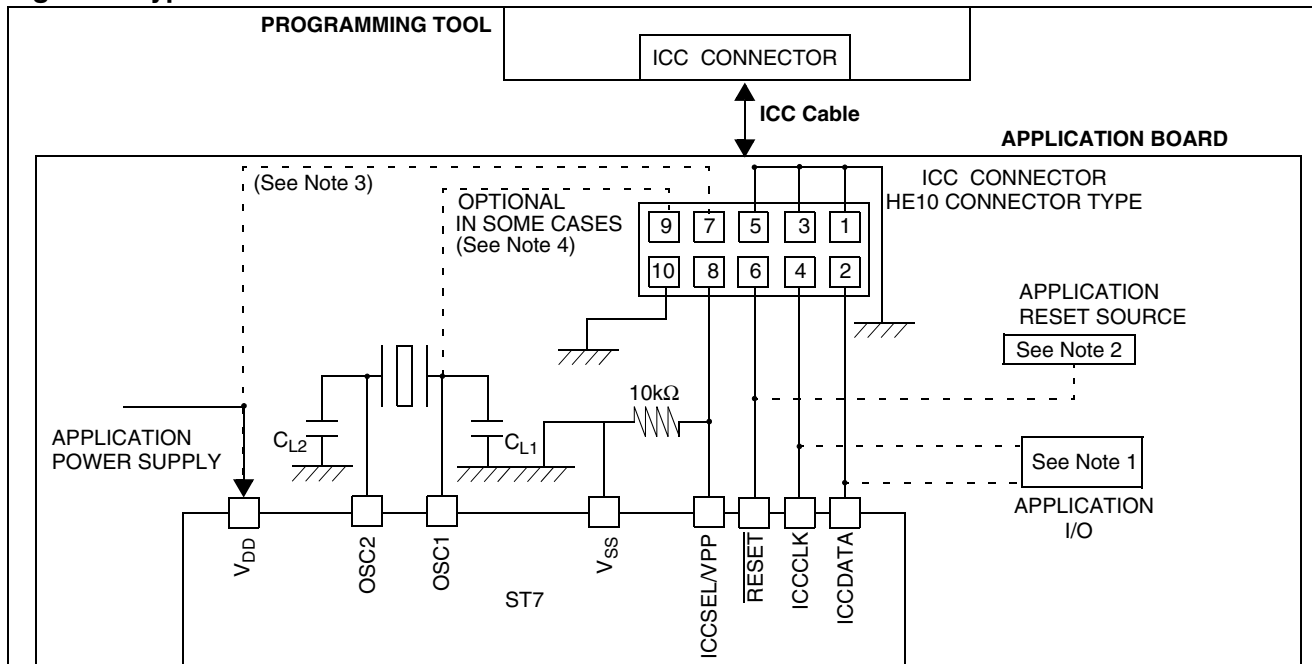 PROGRAMMING TOOL
ICC CONNECTOR
ICC Cable
APPLICATION BOARD
(See Note 3)
OPTIONAL
IN SOME CASES
(See Note 4)
ICC CONNECTOR
HE10 CONNECTOR TYPE
9 7 5 3 1
10 8 6 4 2
APPLICATION
RESET SOURCE
See Note 2
10kΩ
APPLICATION
POWER SUPPLY
CL2
CL1
See Note 1
APPLICATION
I/O
VDD
OSC2
OSC1
VSS
ICCSEL/VPP
RESET
ICCCLK
ICCDATA
ST7